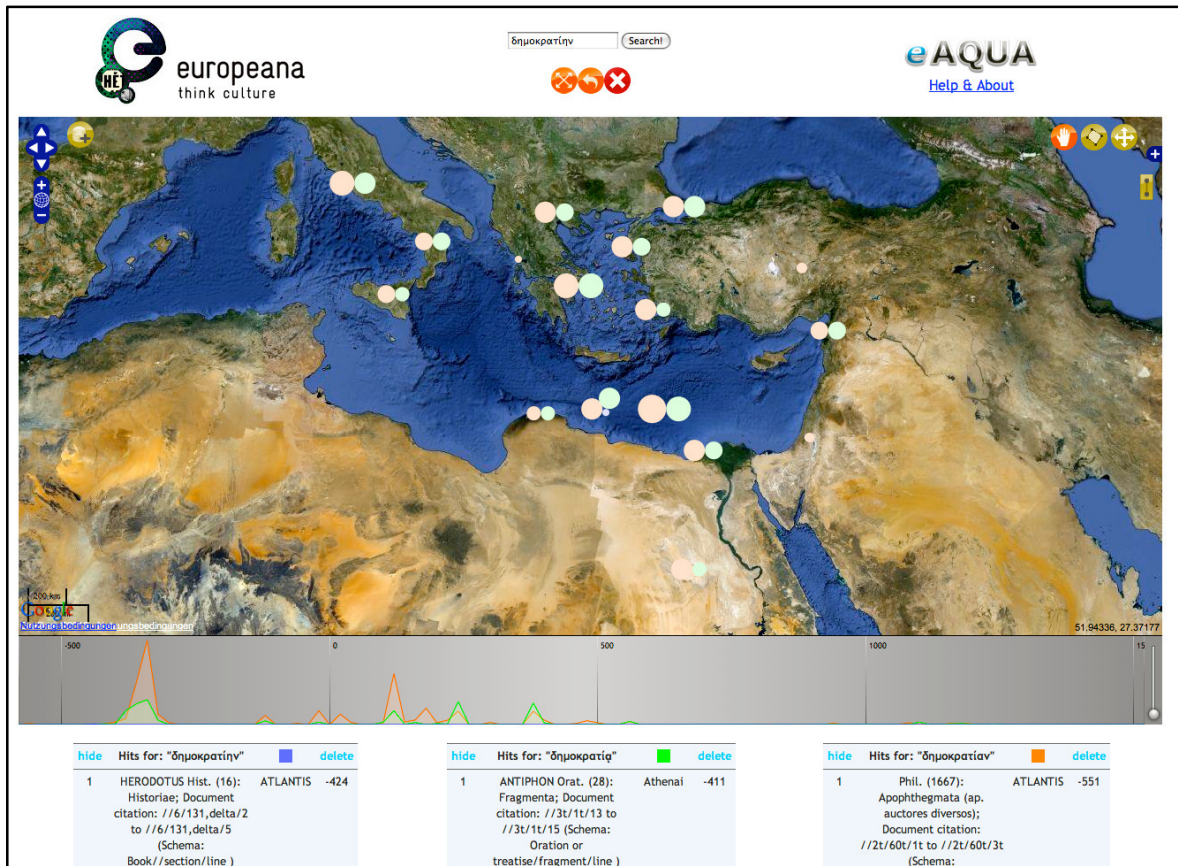 δημοκρατίην
Search!
HÉ
europeana
think culture
eAQUA
Help & About
200 km
Google
Nutzungsbedingungen
ungsbedingungen
51.94336, 27.37177
-500 0 500 1000 15
hide Hits for: "δημοκρατίην" delete
1 HERODOTUS Hist. (16): ATLANTIS -424
Historiae; Document
citation: //6/131,delta/2
to //6/131,delta/5
(Schema:
Book//section/line )
hide Hits for: "δημοκρατίᾳ" delete
1 ANTIPHON Orat. (28): Athenai -411
Fragmenta; Document
citation: //3t/1t/13 to
//3t/1t/15 (Schema:
Oration or
treatise/fragment/line )
hide Hits for: "δημοκρατίαν" delete
1 Phil. (1667): ATLANTIS -551
Apophthegmata (ap.
auctores diversos);
Document citation:
//2t/60t/1t to //2t/60t/3t
(Schema: